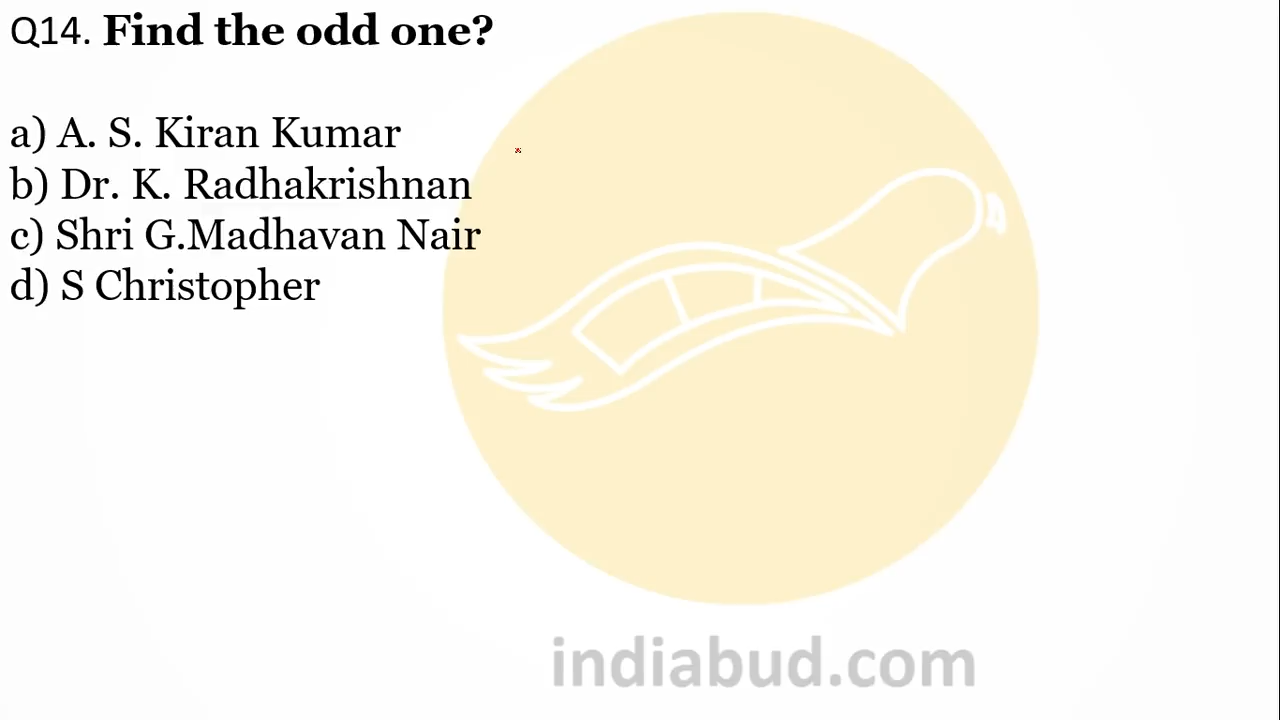 Q14. Find the odd one?
a) A. S. Kiran Kumar
b) Dr. K. Radhakrishnan
c) Shri G.Madhavan Nair
d) S Christopher
indiabud.com